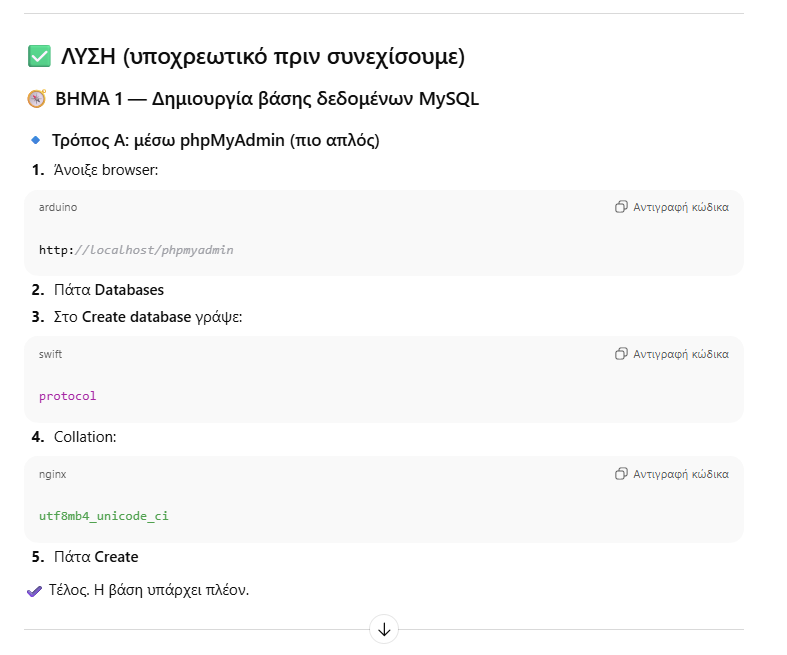 ✅ ΛΥΣΗ (υποχρεωτικό πριν συνεχίσουμε)
🧭 ΒΗΜΑ 1 — Δημιουργία βάσης δεδομένων MySQL
🔹 Τρόπος Α: μέσω phpMyAdmin (πιο απλός)
1. Άνοιξε browser:
arduino Αντιγραφή κώδικα
http://localhost/phpmyadmin
2. Πάτα Databases
3. Στο Create database γράψε:
swift Αντιγραφή κώδικα
protocol
4. Collation:
nginx Αντιγραφή κώδικα
utf8mb4_unicode_ci
5. Πάτα Create
✔ Τέλος. Η βάση υπάρχει πλέον.